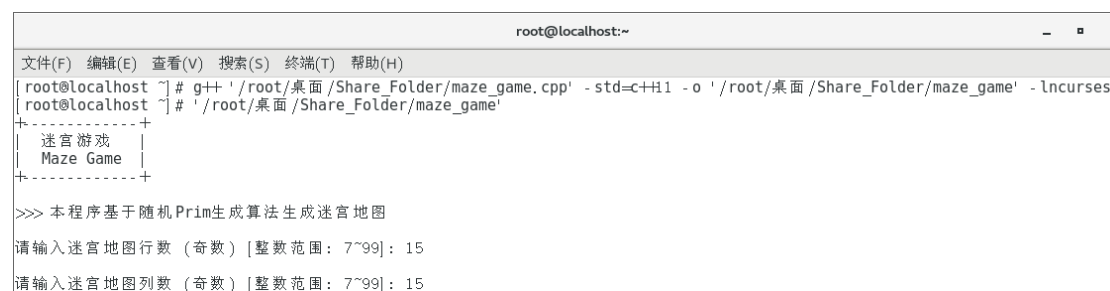 root@localhost:~
文件(F) 编辑(E) 查看(V) 搜索(S) 终端(T) 帮助(H)
[root@localhost ~]# g++ '/root/桌面/Share_Folder/maze_game.cpp' -std=c++11 -o '/root/桌面/Share_Folder/maze_game' -lncurses
[root@localhost ~]# '/root/桌面/Share_Folder/maze_game'
+-------------+
|  迷宫游戏   |
|  Maze Game  |
+-------------+
>>> 本程序基于随机Prim生成算法生成迷宫地图
请输入迷宫地图行数 (奇数) [整数范围: 7~99]: 15
请输入迷宫地图列数 (奇数) [整数范围: 7~99]: 15